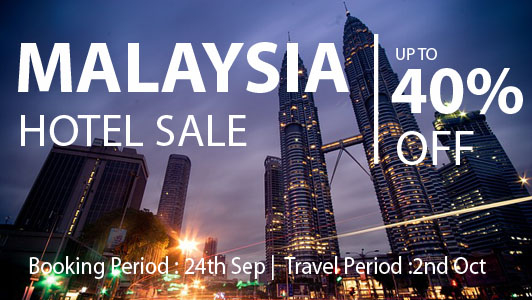 MALAYSIA
HOTEL SALE
UP TO
40%
OFF
Booking Period : 24th Sep | Travel Period :2nd Oct